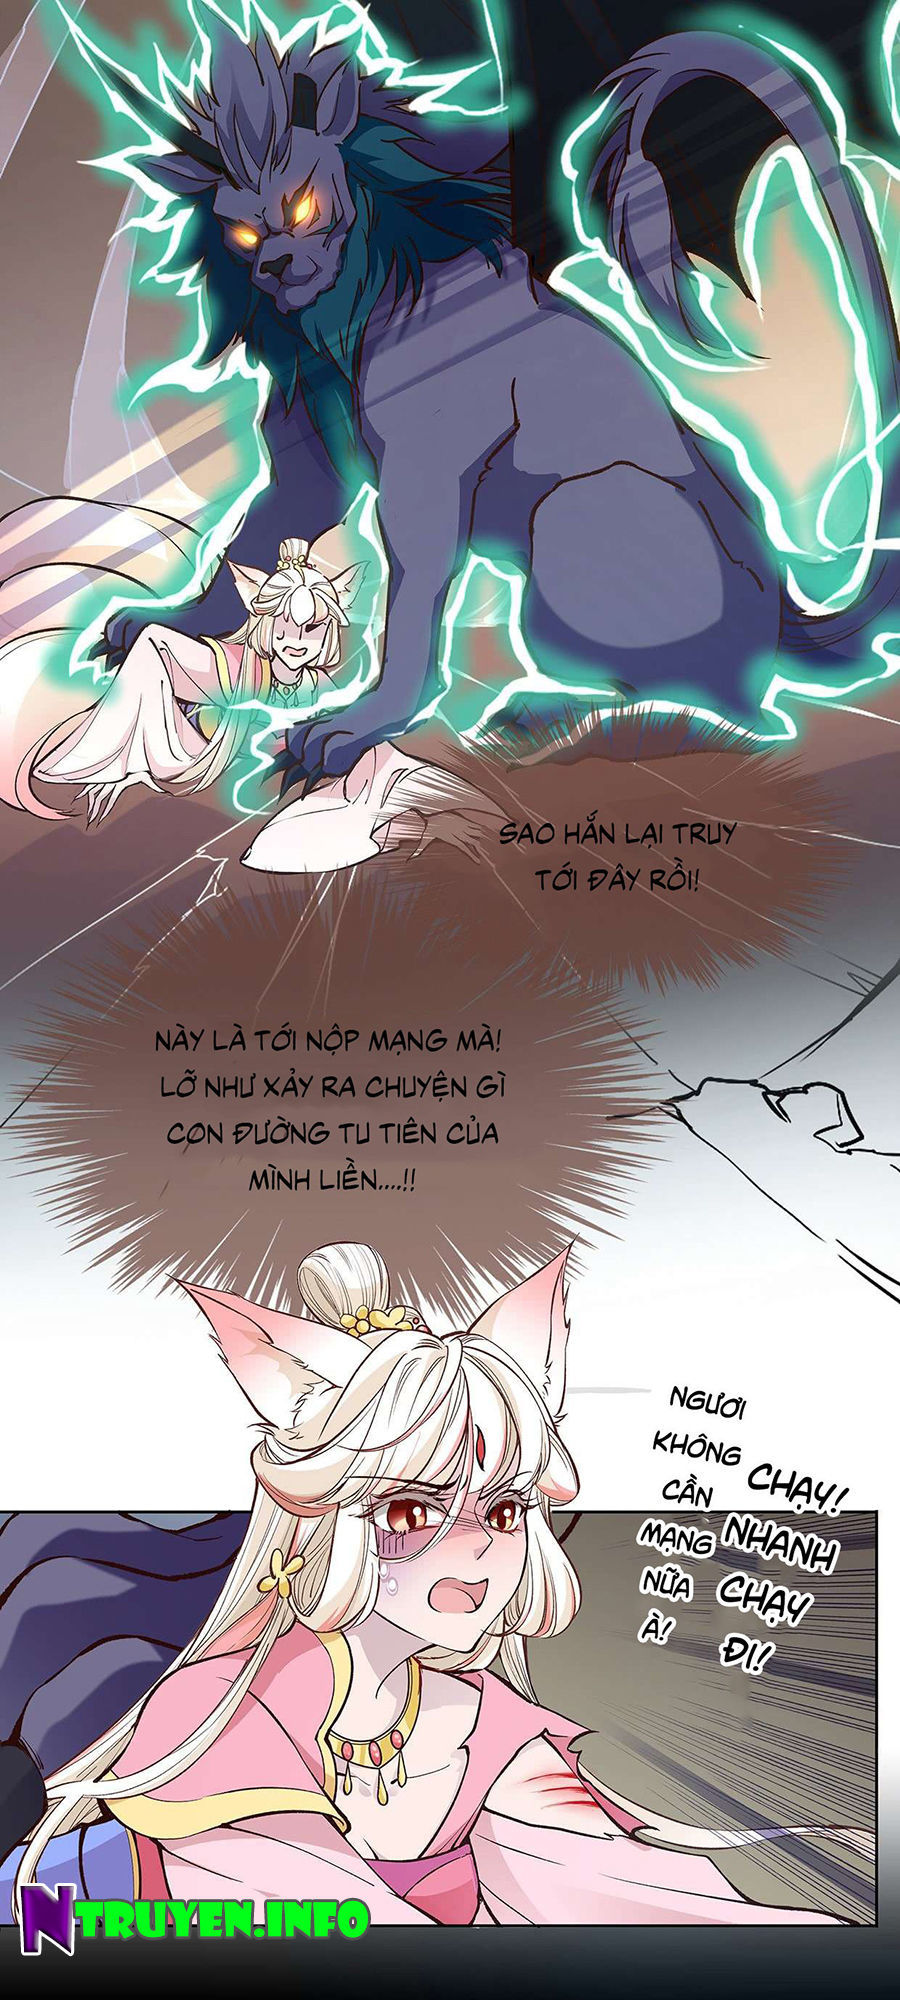 SAO HẮN LẠI TRUY
TỚI ĐÂY RỒI!
NÀY LÀ TỚI NỘP MẠNG MÀ!
LỠ NHƯ XẢY RA CHUYỆN GÌ
CON ĐƯỜNG TU TIÊN CỦA
MÌNH LIỀN....!!
NGƯƠI
KHÔNG
CẦN
MẠNG
NỮA
À!
CHẠY!
NHANH
CHẠY
ĐI!
NTRUYEN.INFO